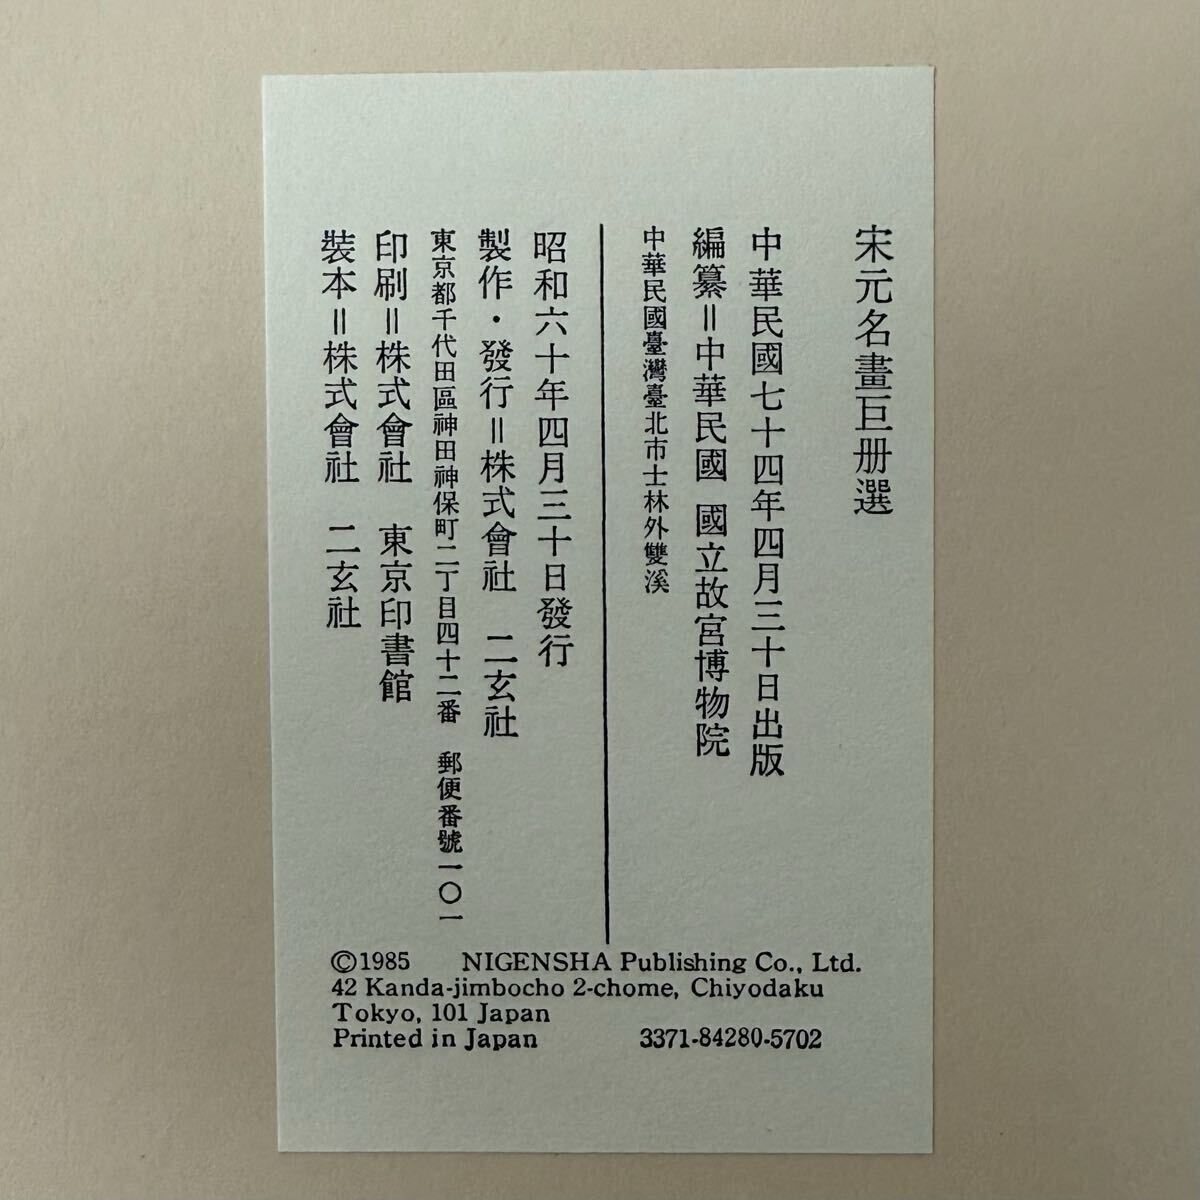 宋元名畫巨册選
中華民國七十四年四月三十日出版
編纂＝中華民國 國立故宮博物院
中華民國臺灣臺北市士林外雙溪
昭和六十年四月三十日發行
製作・發行＝株式會社 二玄社
東京都千代田區神田神保町二丁目四十二番 郵便番號一〇一
印刷＝株式會社 東京印書館
裝本＝株式會社 二玄社
©1985 NIGENSHA Publishing Co., Ltd.
42 Kanda-jimbocho 2-chome, Chiyodaku
Tokyo, 101 Japan
Printed in Japan 3371-84280-5702